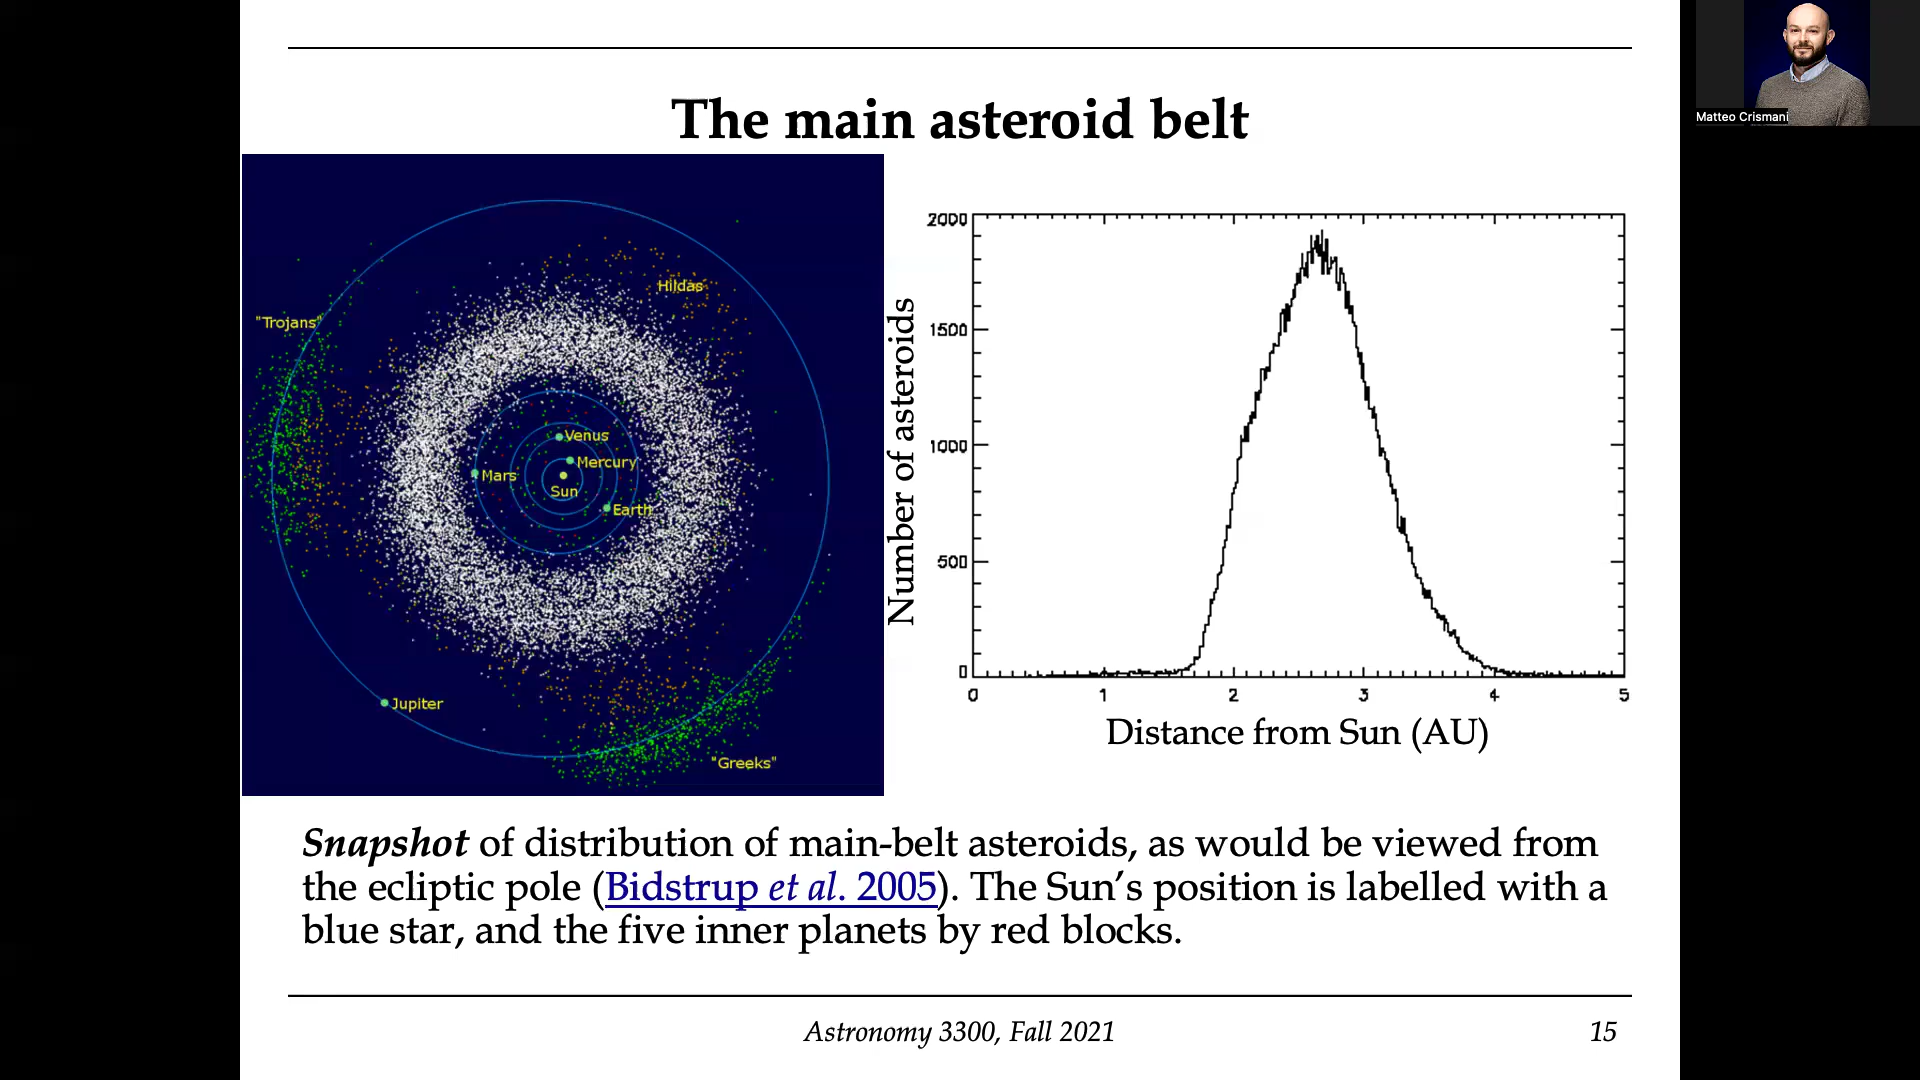 Matteo Crismani
The main asteroid belt
Hildas
"Trojans"
Venus
Mercury
Mars
Sun
Earth
Jupiter
"Greeks"
Number of asteroids
2000
1500
1000
500
0
0 1 2 3 4 5
Distance from Sun (AU)
Snapshot of distribution of main-belt asteroids, as would be viewed from
the ecliptic pole (Bidstrup et al. 2005). The Sun’s position is labelled with a
blue star, and the five inner planets by red blocks.
Astronomy 3300, Fall 2021
15